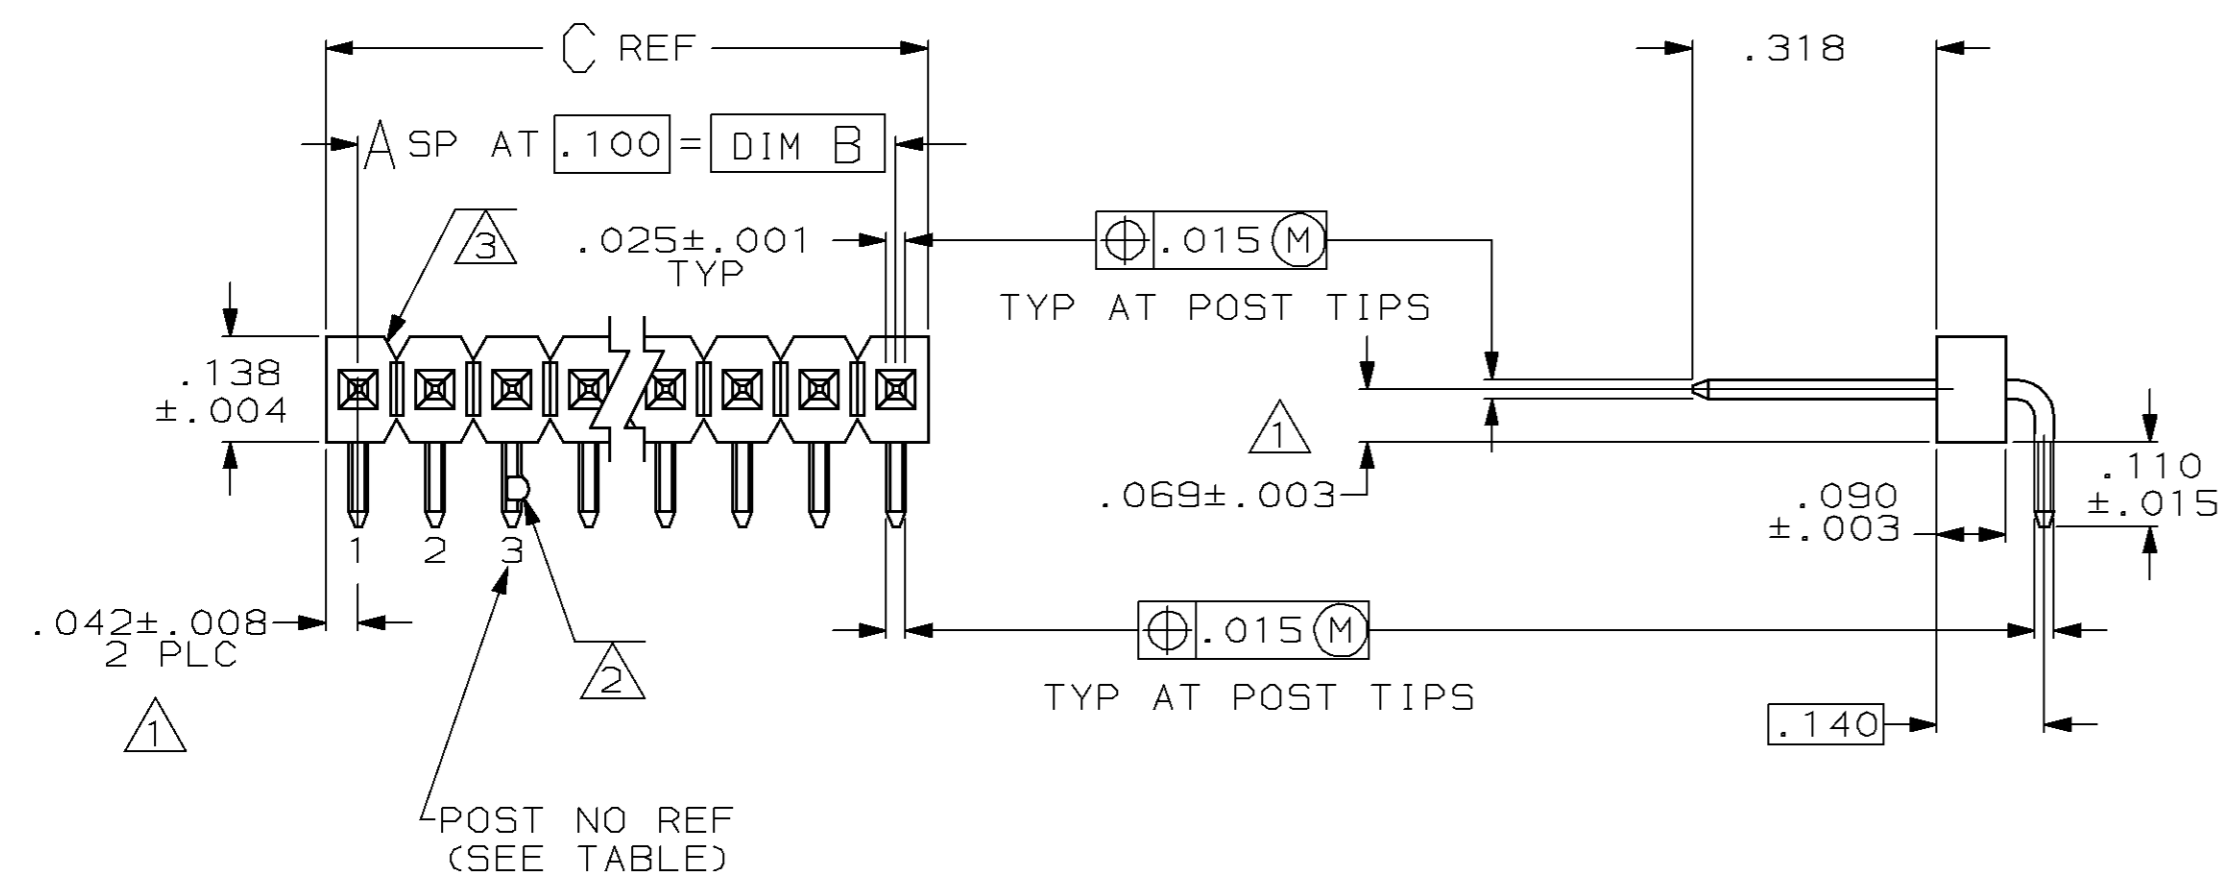 C REF
.318
A SP AT .100 = DIM B
3
.025±.001
TYP
.015 M
TYP AT POST TIPS
.138
±.004
1
.069±.003
.110
±.015
.090
±.003
1 2 3
.042±.008
2 PLC
1
2
.015 M
TYP AT POST TIPS
.140
POST NO REF
(SEE TABLE)